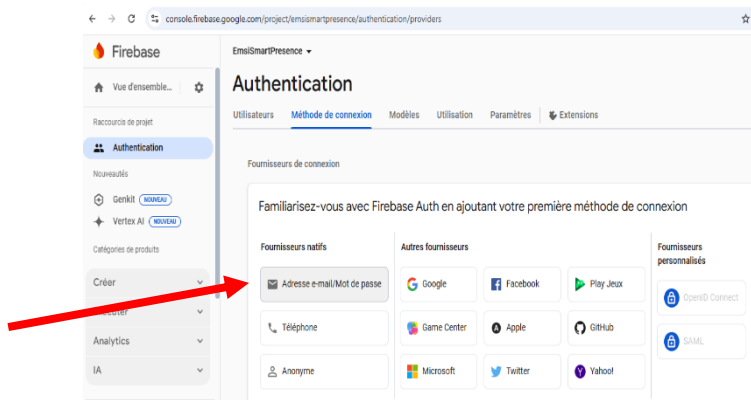 console.firebase.google.com/project/emsismartpresence/authentication/providers
Firebase
EmsiSmartPresence
Vue d'ensemble...
Authentication
Utilisateurs Méthode de connexion Modèles Utilisation Paramètres Extensions
Raccourcis de projet
Authentication
Nouveautés
Genkit NOUVEAU
Vertex AI NOUVEAU
Catégories de produits
Créer
Analytics
IA
Fournisseurs de connexion
Familiarisez-vous avec Firebase Auth en ajoutant votre première méthode de connexion
Fournisseurs natifs
Adresse e-mail/Mot de passe
Téléphone
Anonyme
Autres fournisseurs
Google Facebook Play Jeux
Game Center Apple GitHub
Microsoft Twitter Yahoo!
Fournisseurs
personnalisés
OpenID Connect
SAML